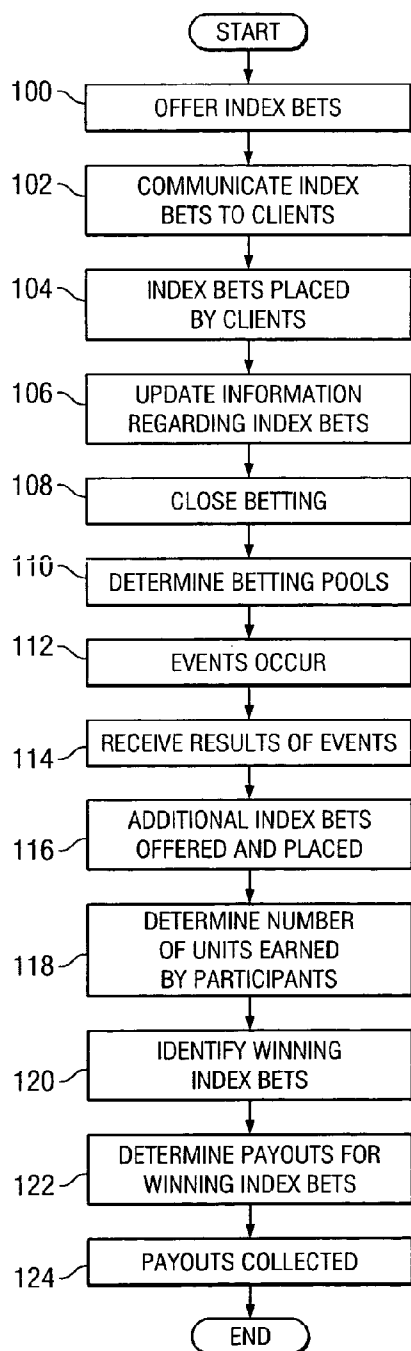 START
100
OFFER INDEX BETS
102
COMMUNICATE INDEX
BETS TO CLIENTS
104
INDEX BETS PLACED
BY CLIENTS
106
UPDATE INFORMATION
REGARDING INDEX BETS
108
CLOSE BETTING
110
DETERMINE BETTING POOLS
112
EVENTS OCCUR
114
RECEIVE RESULTS OF EVENTS
116
ADDITIONAL INDEX BETS
OFFERED AND PLACED
118
DETERMINE NUMBER
OF UNITS EARNED
BY PARTICIPANTS
120
IDENTIFY WINNING
INDEX BETS
122
DETERMINE PAYOUTS FOR
WINNING INDEX BETS
124
PAYOUTS COLLECTED
END